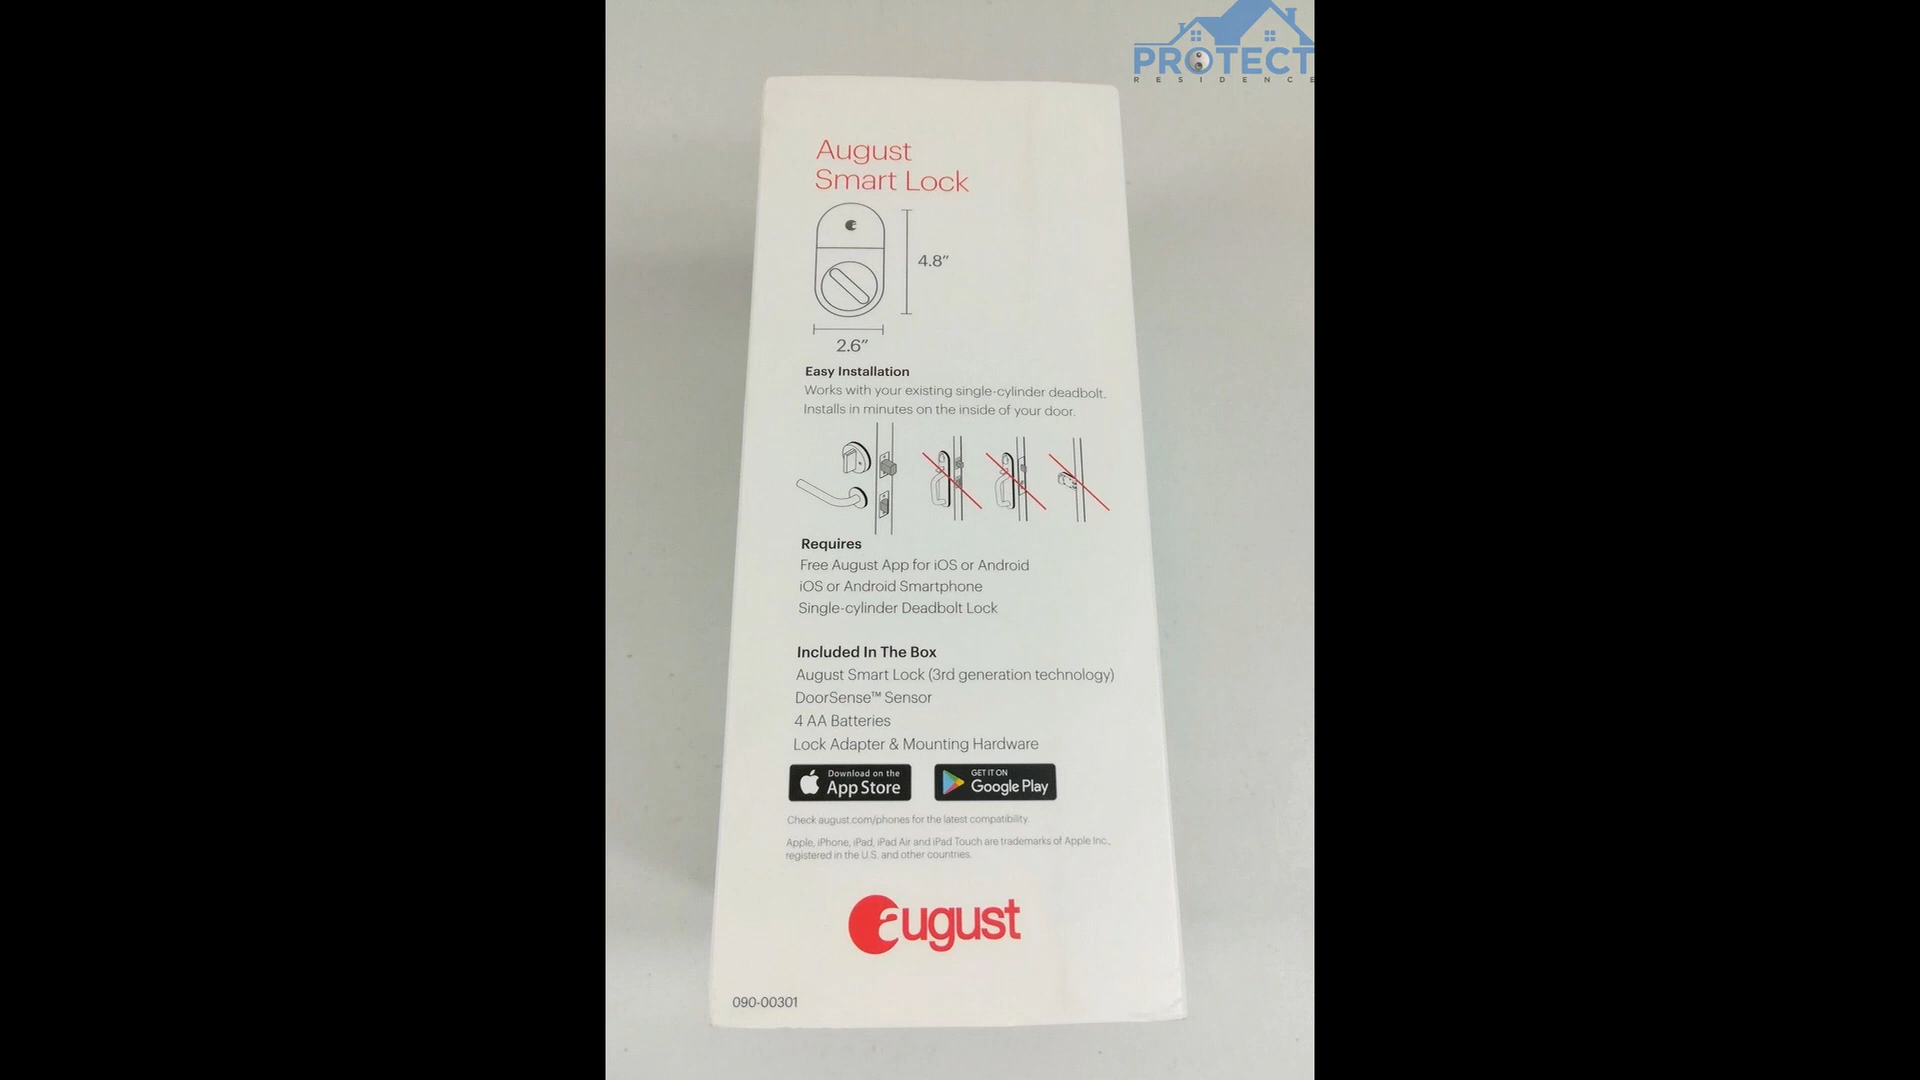 PROTECT
RESIDENCE
August
Smart Lock
4.8”
2.6”
Easy Installation
Works with your existing single-cylinder deadbolt.
Installs in minutes on the inside of your door.
Requires
Free August App for iOS or Android
iOS or Android Smartphone
Single-cylinder Deadbolt Lock
Included In The Box
August Smart Lock (3rd generation technology)
DoorSense™ Sensor
4 AA Batteries
Lock Adapter & Mounting Hardware
Download on the
App Store
GET IT ON
Google Play
Check august.com/phones for the latest compatibility.
Apple, iPhone, iPad, iPad Air and iPad Touch are trademarks of Apple Inc.,
registered in the U.S. and other countries.
august
090-00301